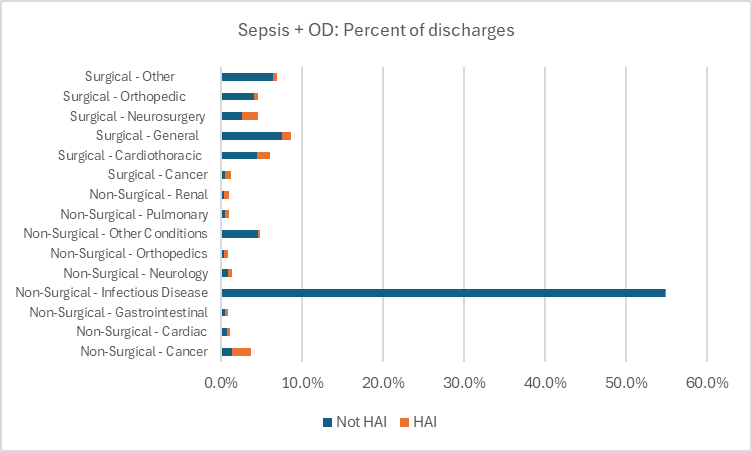 Sepsis + OD: Percent of discharges
Surgical - Other
Surgical - Orthopedic
Surgical - Neurosurgery
Surgical - General
Surgical - Cardiothoracic
Surgical - Cancer
Non-Surgical - Renal
Non-Surgical - Pulmonary
Non-Surgical - Other Conditions
Non-Surgical - Orthopedics
Non-Surgical - Neurology
Non-Surgical - Infectious Disease
Non-Surgical - Gastrointestinal
Non-Surgical - Cardiac
Non-Surgical - Cancer
0.0% 10.0% 20.0% 30.0% 40.0% 50.0% 60.0%
Not HAI HAI